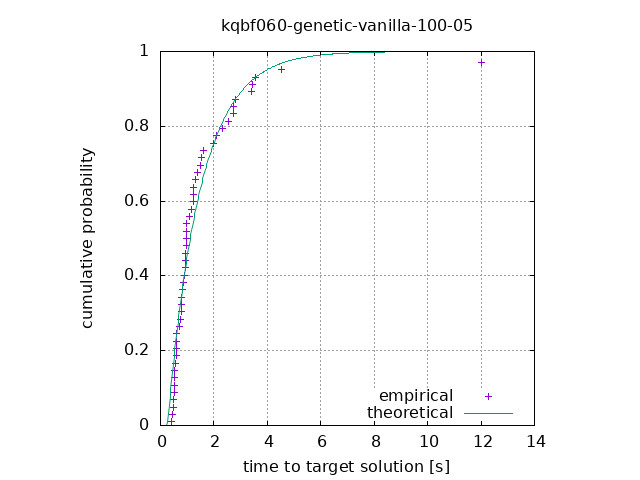 kqbf060-genetic-vanilla-100-05
1
0.8
0.6
0.4
0.2
0
cumulative probability
0 2 4 6 8 10 12 14
time to target solution [s]
empirical
theoretical